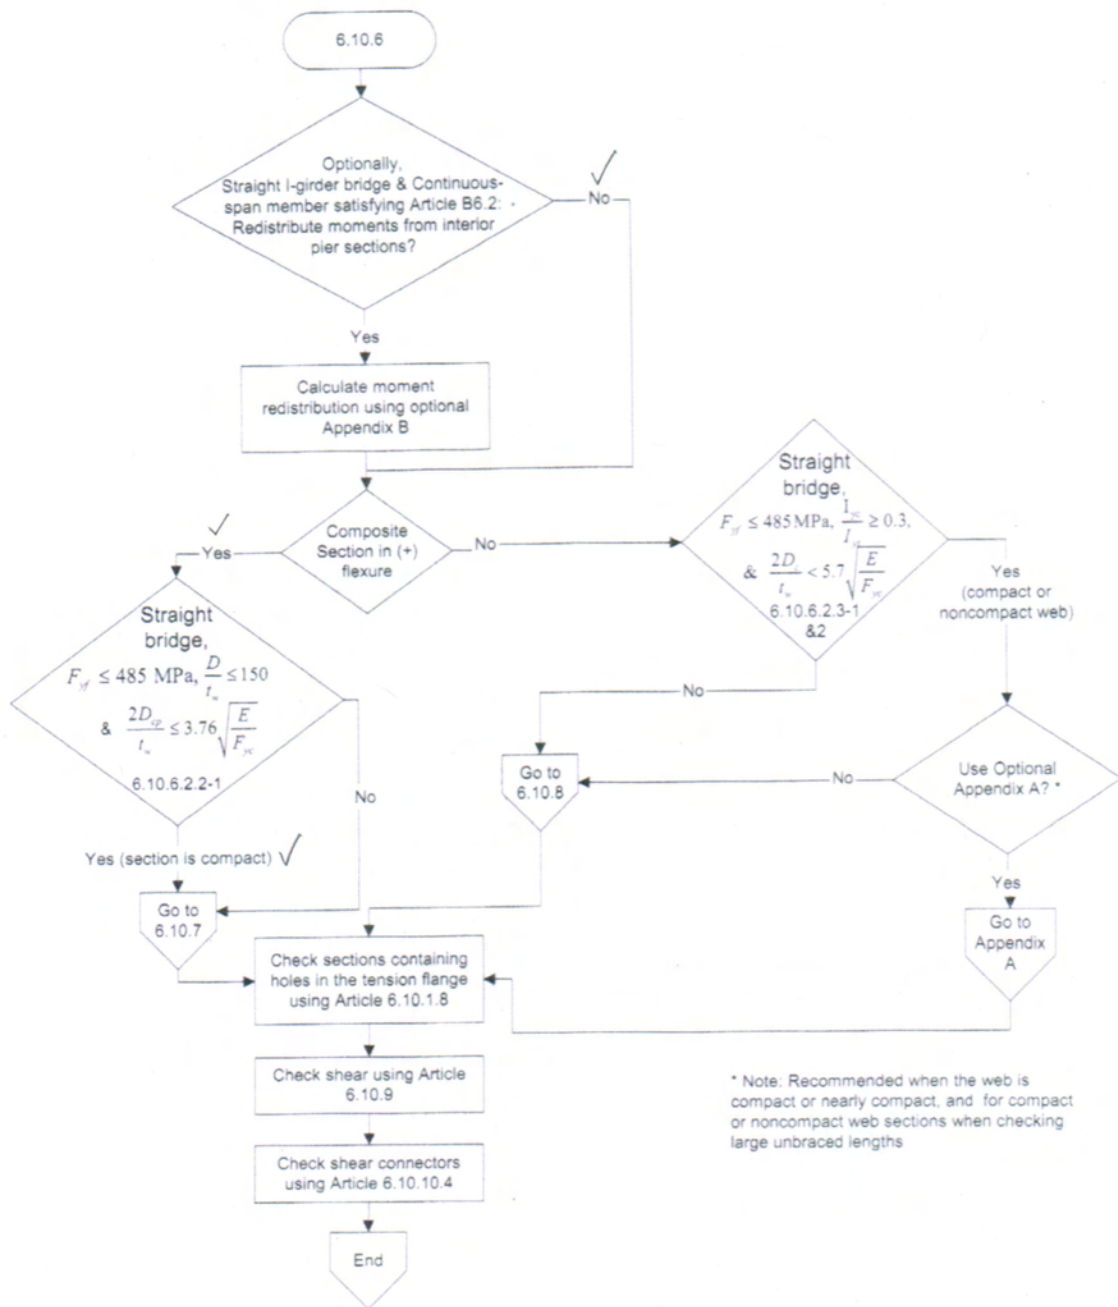 6.10.6
Optionally,
Straight I-girder bridge & Continuous-
span member satisfying Article B6.2:
Redistribute moments from interior
pier sections?
No
Yes
Calculate moment
redistribution using optional
Appendix B
Composite
Section in (+)
flexure
Yes
No
Straight
bridge,
F_yf ≤ 485 MPa, D/t_w ≤ 150
& 2D_cp/t_w ≤ 3.76 √(E/F_yc)
6.10.6.2.2-1
No
Yes (section is compact)
Go to
6.10.7
Straight
bridge,
F_yf ≤ 485 MPa, I_yc/I_yt ≥ 0.3,
& 2D_c/t_w < 5.7 √(E/F_yc)
6.10.6.2.3-1
&2
Yes
(compact or
noncompact web)
No
Go to
6.10.8
No
Use Optional
Appendix A? *
Yes
Go to
Appendix
A
Check sections containing
holes in the tension flange
using Article 6.10.1.8
Check shear using Article
6.10.9
Check shear connectors
using Article 6.10.10.4
End
* Note: Recommended when the web is
compact or nearly compact, and for compact
or noncompact web sections when checking
large unbraced lengths